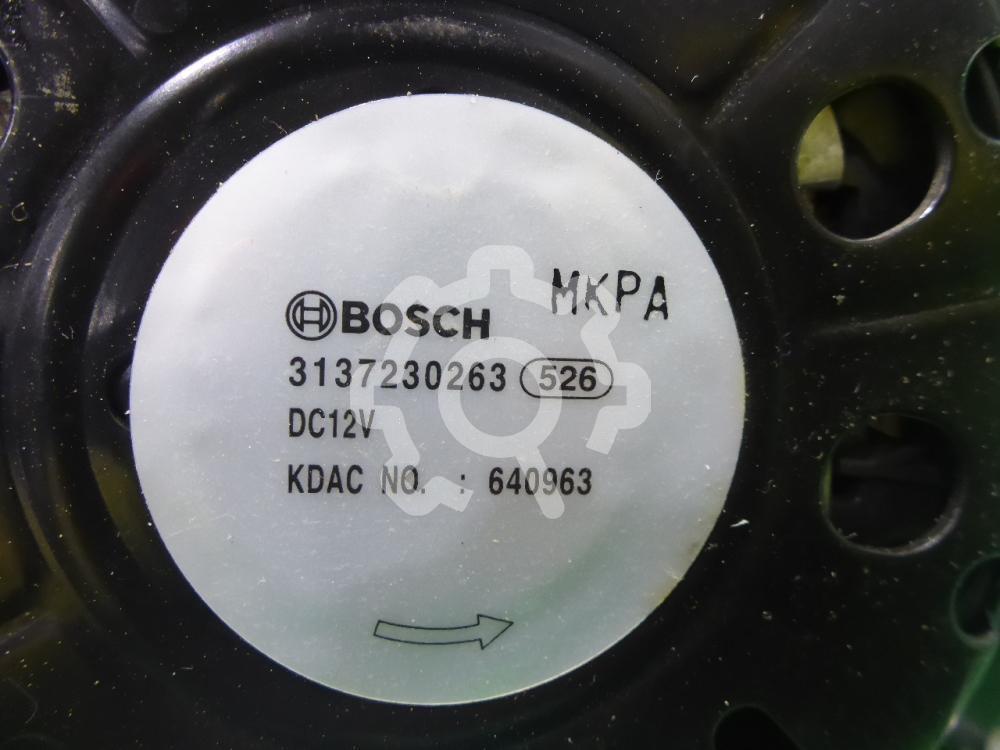 MKPA
BOSCH
3137230263 526
DC12V
KDAC NO. : 640963